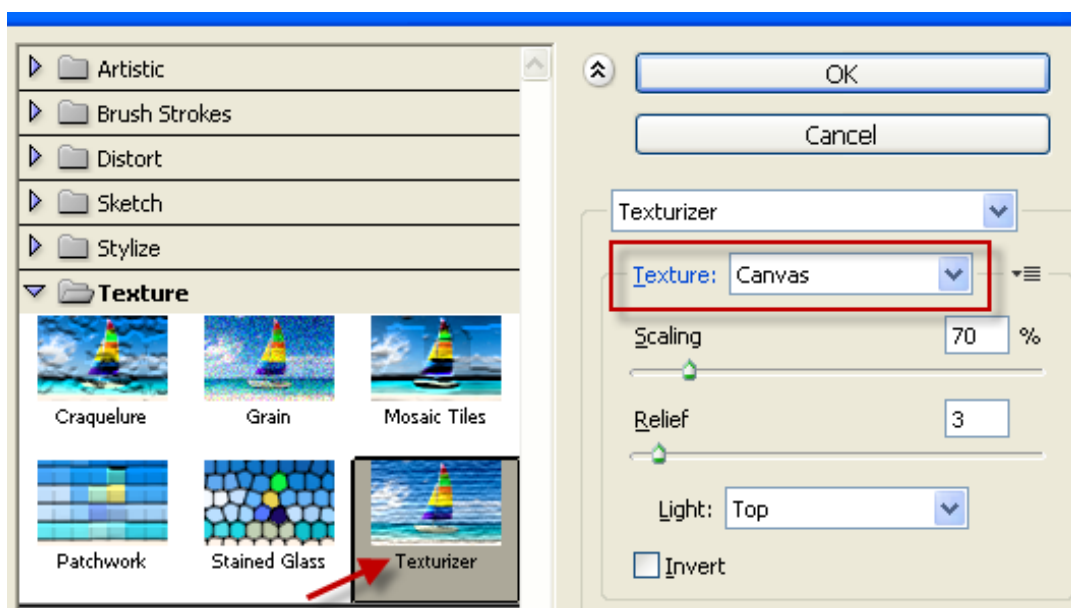 Artistic
Brush Strokes
Distort
Sketch
Stylize
Texture
Craquelure
Grain
Mosaic Tiles
Patchwork
Stained Glass
Texturizer
OK
Cancel
Texturizer
Texture: Canvas
Scaling 70 %
Relief 3
Light: Top
Invert